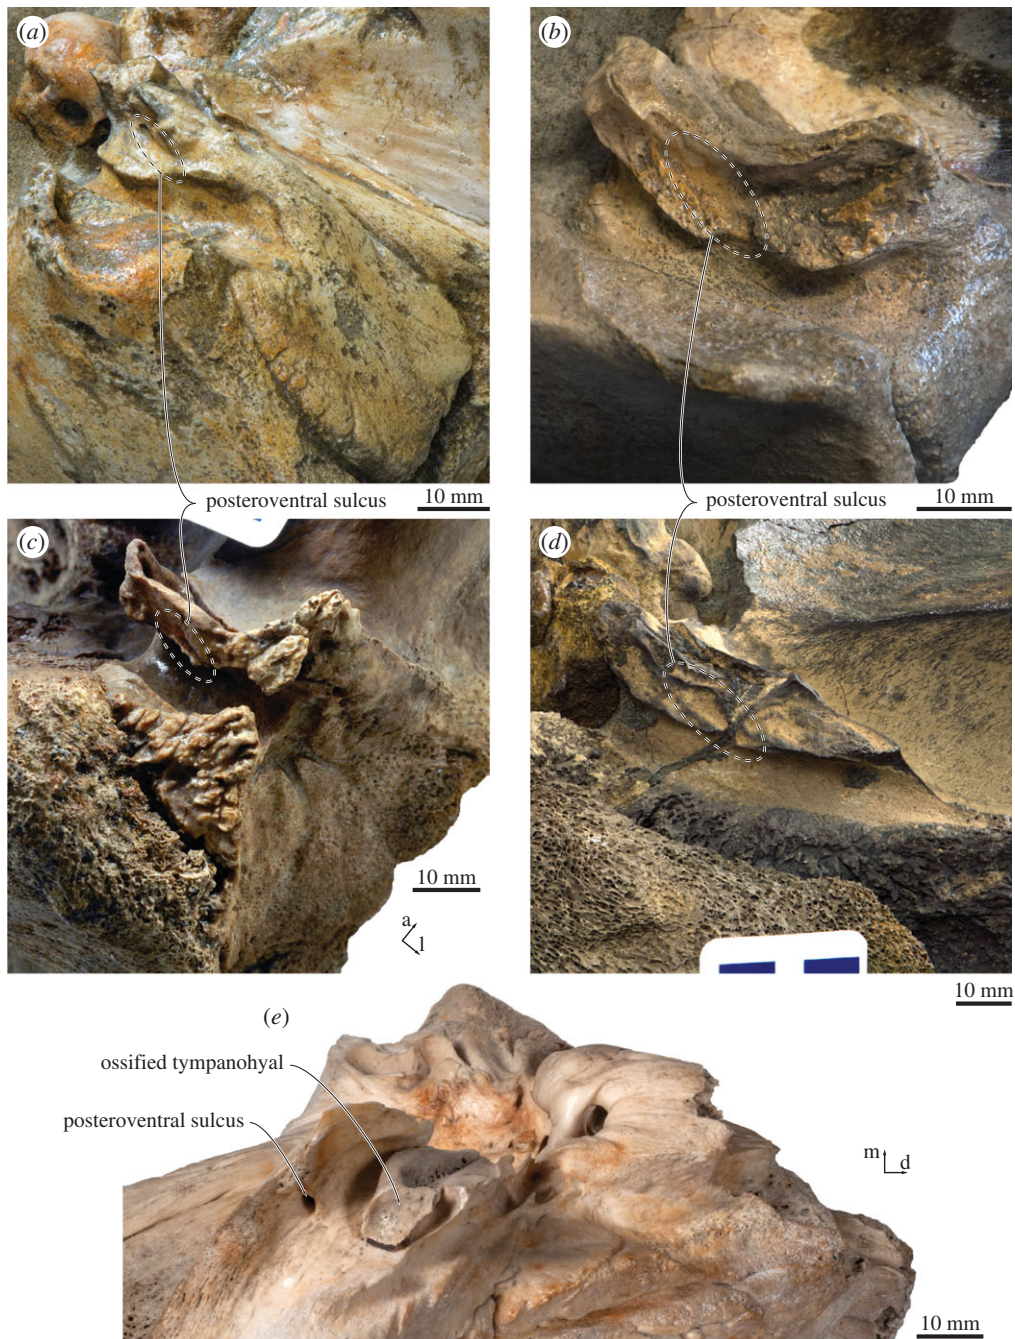 (a)
(b)
10 mm
posteroventral sulcus
10 mm
posteroventral sulcus
(c)
(d)
10 mm
a
l
10 mm
(e)
ossified tympanohyal
posteroventral sulcus
m
d
10 mm